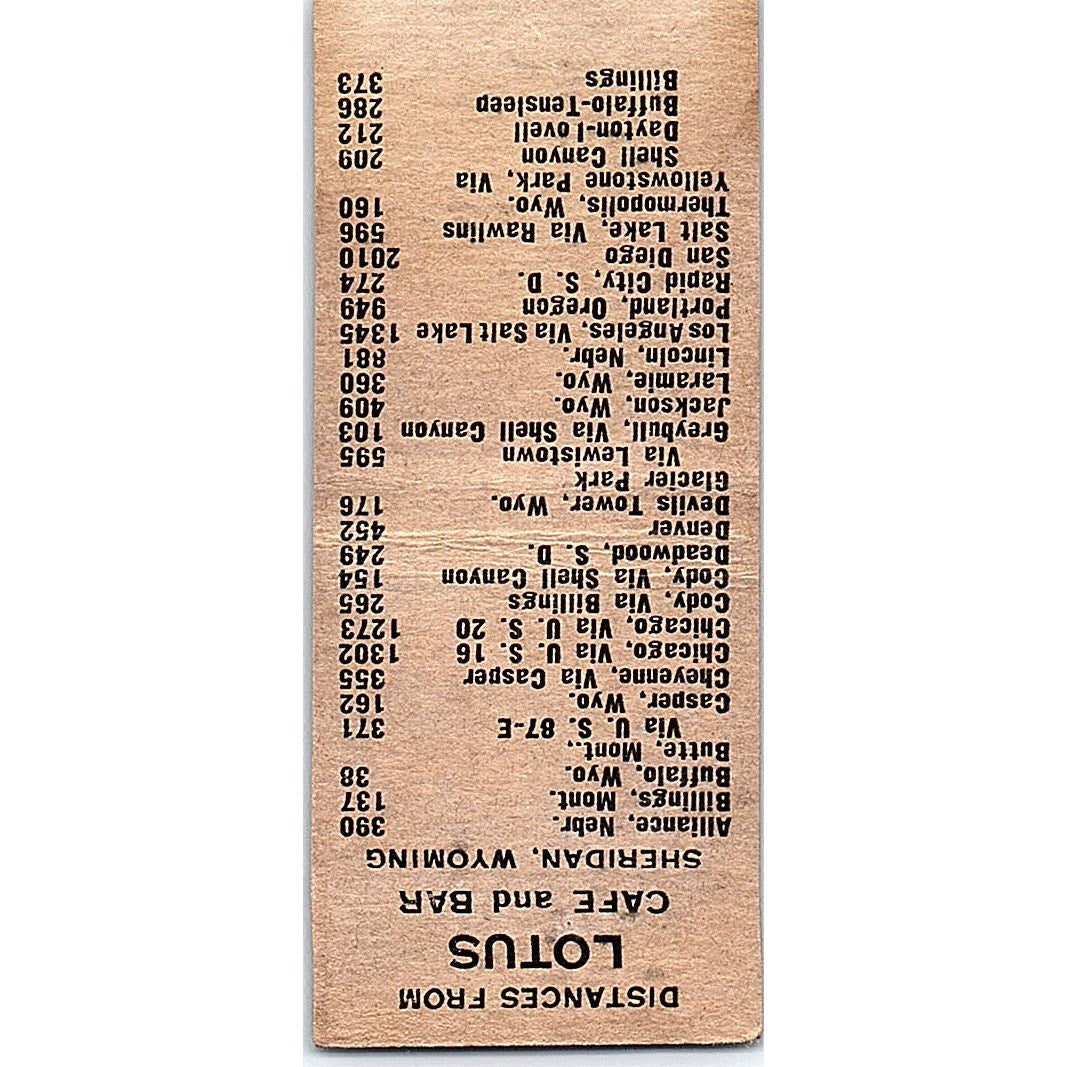 DISTANCES FROM
LOTUS
CAFE and BAR
SHERIDAN, WYOMING
Alliance, Nebr. 390
Billings, Mont. 137
Buffalo, Wyo. 38
Butte, Mont.,
Via U. S. 87-E 371
Casper, Wyo. 162
Cheyenne, Via Casper 355
Chicago, Via U. S. 16 1302
Chicago, Via U. S. 20 1273
Cody, Via Billings 265
Cody, Via Shell Canyon 154
Deadwood, S. D. 249
Denver 452
Devils Tower, Wyo. 176
Glacier Park
Via Lewistown 595
Greybull, Via Shell Canyon 103
Jackson, Wyo. 409
Laramie, Wyo. 360
Lincoln, Nebr. 881
Los Angeles, Via Salt Lake 1345
Portland, Oregon 949
Rapid City, S. D. 274
San Diego 2010
Salt Lake, Via Rawlins 596
Thermopolis, Wyo. 160
Yellowstone Park, Via
Shell Canyon 209
Dayton-Lovell 212
Buffalo-Tensleep 286
Billings 373